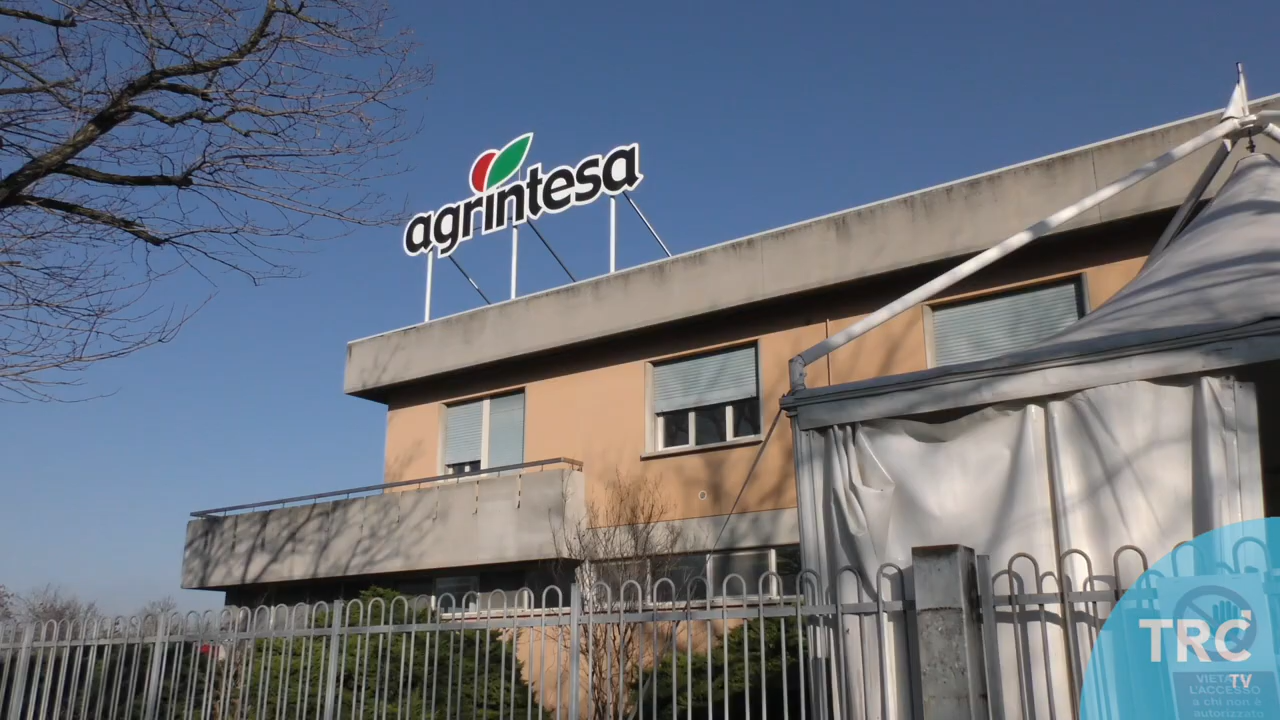 agrintesa
TRC
TV
VIETATO
L'ACCESSO
a chi non è
autorizzato